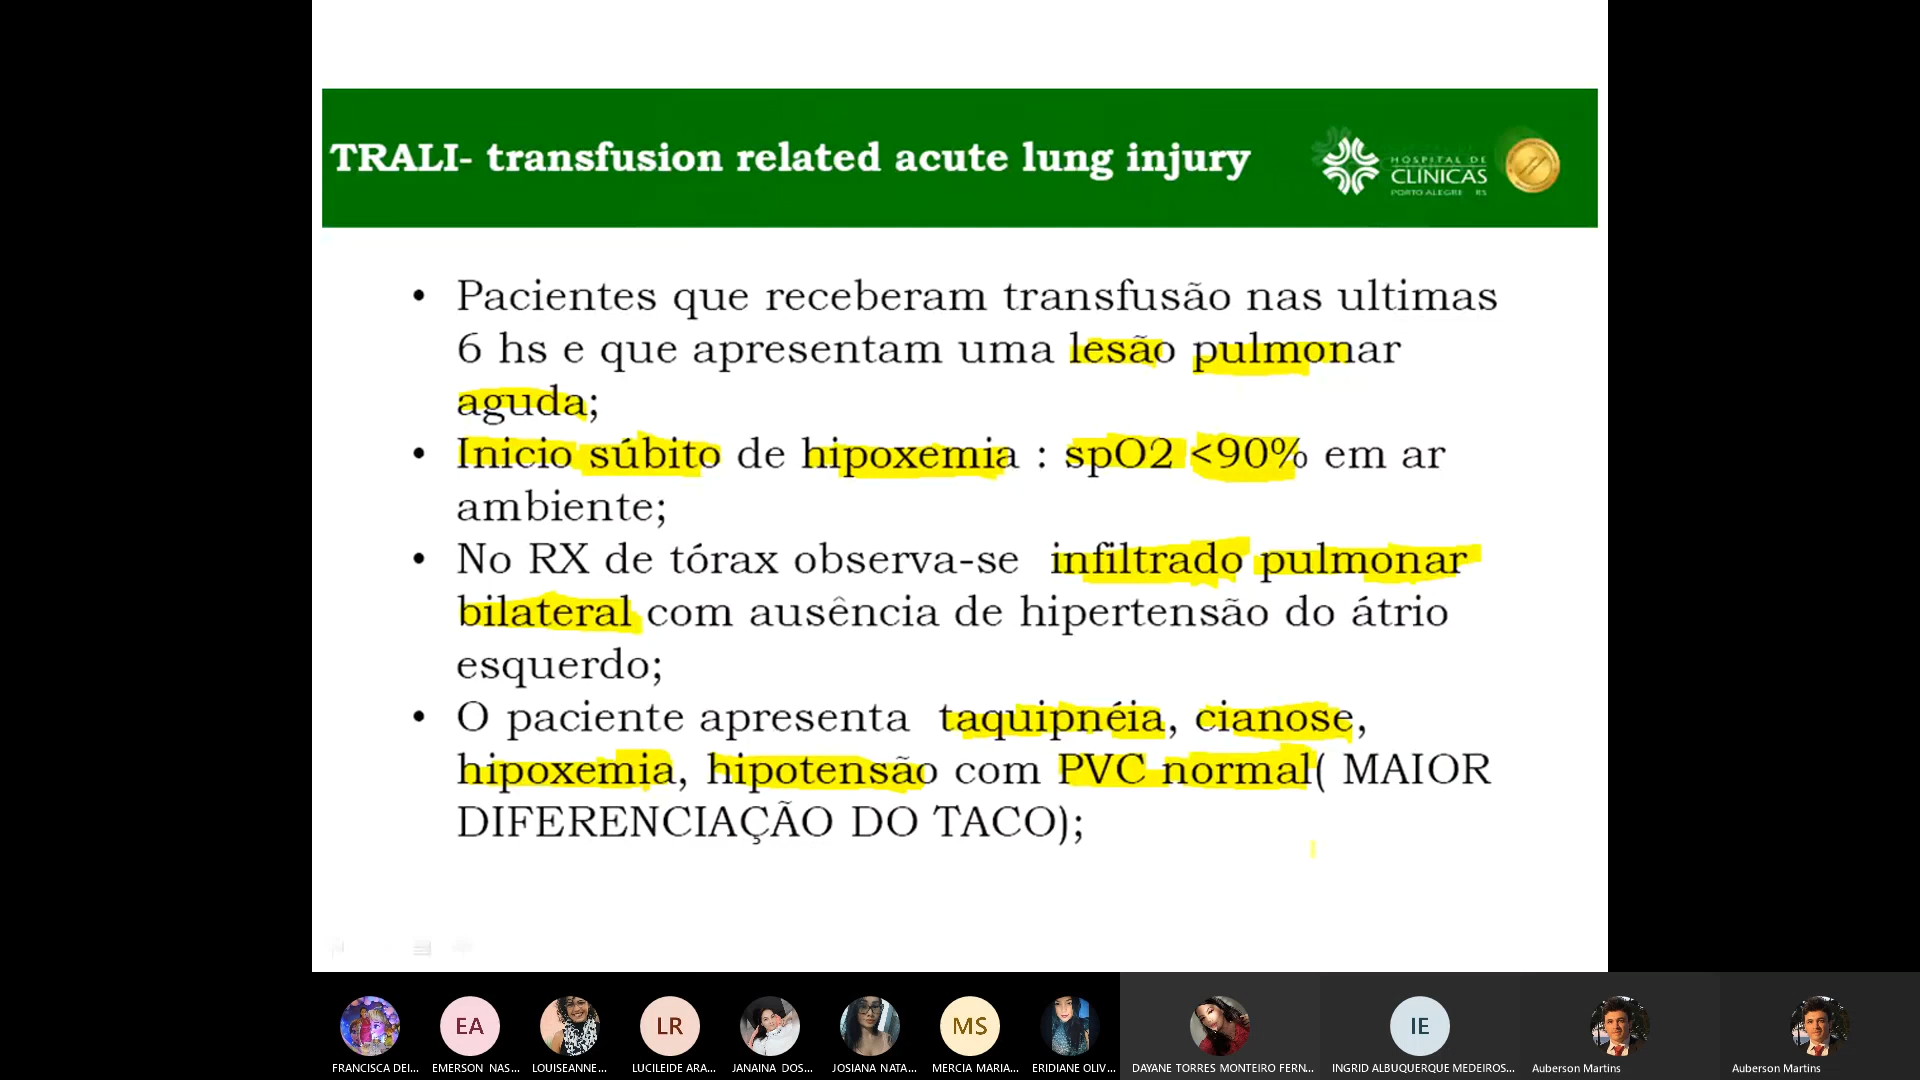 TRALI- transfusion related acute lung injury
HOSPITAL DE
CLÍNICAS
PORTO ALEGRE RS
• Pacientes que receberam transfusão nas ultimas
6 hs e que apresentam uma lesão pulmonar
aguda;
• Inicio súbito de hipoxemia : spO2 <90% em ar
ambiente;
• No RX de tórax observa-se infiltrado pulmonar
bilateral com ausência de hipertensão do átrio
esquerdo;
• O paciente apresenta taquipnéia, cianose,
hipoxemia, hipotensão com PVC normal( MAIOR
DIFERENCIAÇÃO DO TACO);
EA LR MS IE
FRANCISCA DEI... EMERSON NAS... LOUISEANNE... LUCILEIDE ARA... JANAINA DOS... JOSIANA NATA... MERCIA MARIA... ERIDIANE OLIV... DAYANE TORRES MONTEIRO FERN... INGRID ALBUQUERQUE MEDEIROS... Auberson Martins Auberson Martins